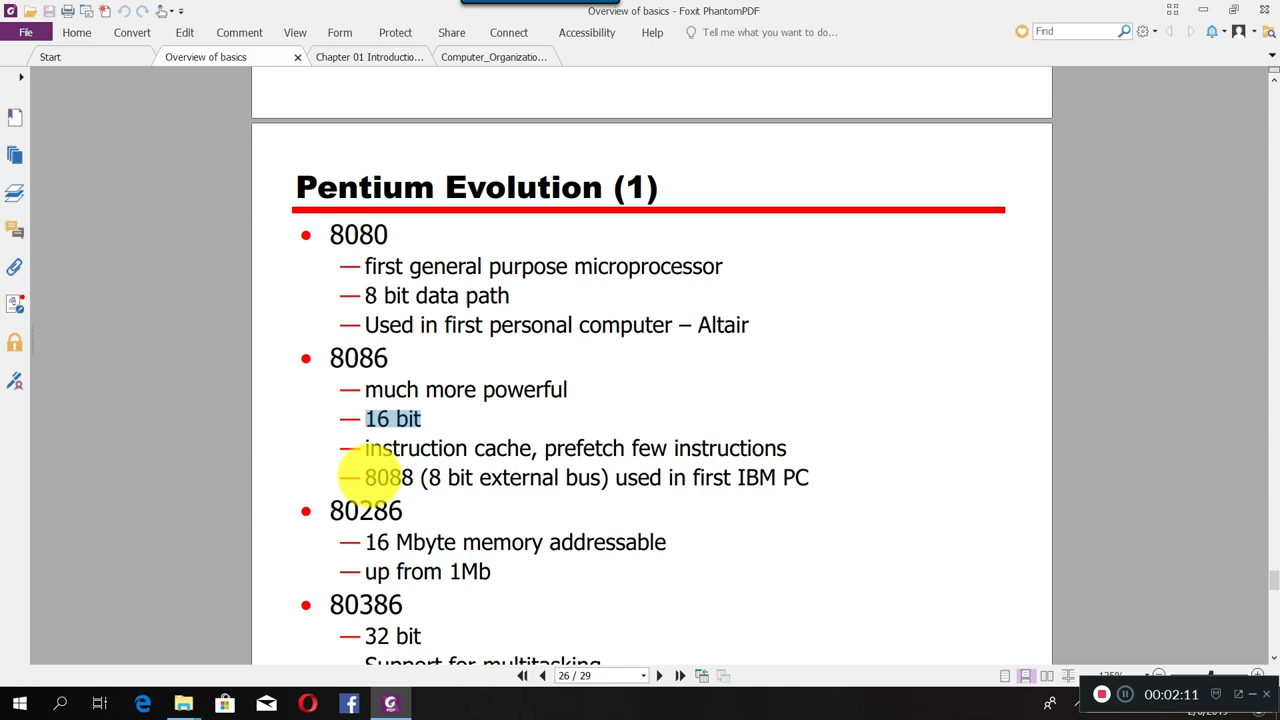 Overview of basics - Foxit PhantomPDF
File Home Convert Edit Comment View Form Protect Share Connect Accessibility Help Tell me what you want to do... Find
Start Overview of basics Chapter 01 Introductio... Computer_Organizatio...
Pentium Evolution (1)
• 8080
— first general purpose microprocessor
— 8 bit data path
— Used in first personal computer – Altair
• 8086
— much more powerful
— 16 bit
— instruction cache, prefetch few instructions
— 8088 (8 bit external bus) used in first IBM PC
• 80286
— 16 Mbyte memory addressable
— up from 1Mb
• 80386
— 32 bit
Support for multitasking
26 / 29
00:02:11